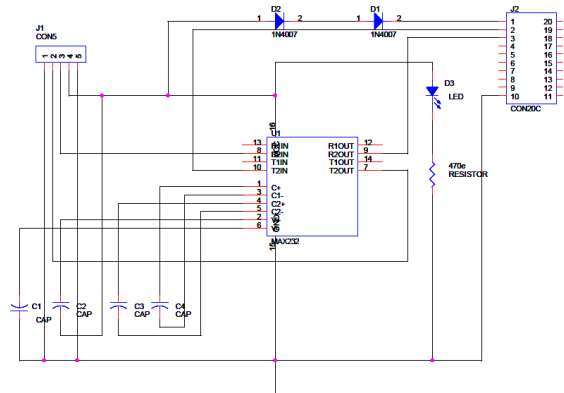 J1
CON5
1 2 3 4 5
D2
1 2
1N4007
D1
1 2
1N4007
J2
1 20
2 19
3 18
4 17
5 16
6 15
7 14
8 13
9 12
10 11
CON20C
D3
LED
470e
RESISTOR
16
U1
13 R1IN R1OUT 12
8 R2IN R2OUT 9
11 T1IN T1OUT 14
10 T2IN T2OUT 7
1 C+
3 C1-
4 C2+
5 C2-
2
6
MAX232
15
C1
CAP
C2
CAP
C3
CAP
C4
CAP